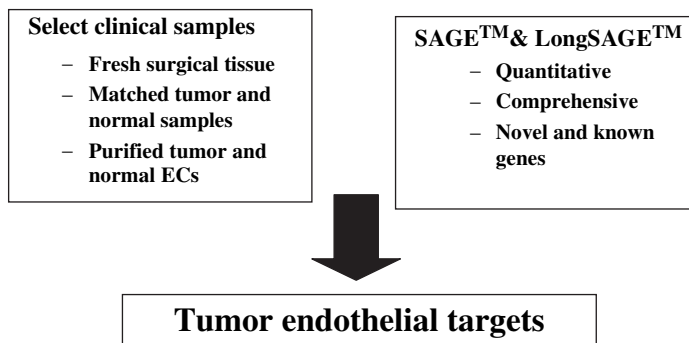 Select clinical samples
– Fresh surgical tissue
– Matched tumor and
normal samples
– Purified tumor and
normal ECs
SAGE™& LongSAGE™
– Quantitative
– Comprehensive
– Novel and known
genes
Tumor endothelial targets